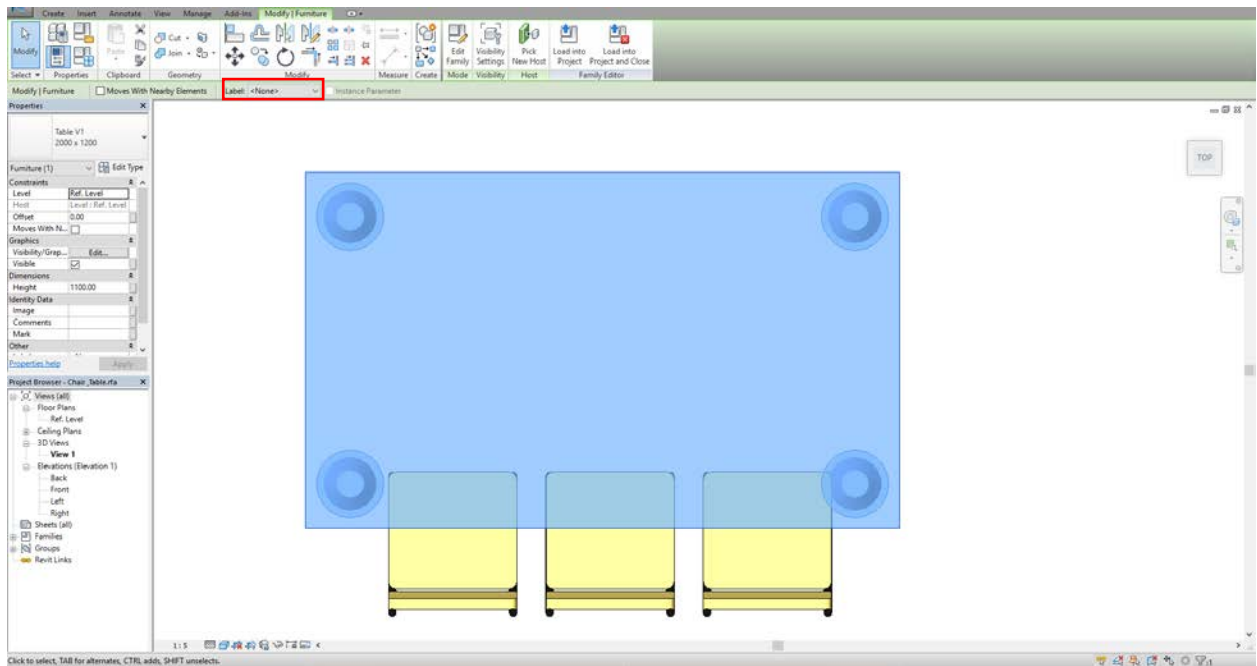 Create Insert Annotate View Manage Add-Ins Modify | Furniture
Modify
Paste
Cut
Join
Edit Family
Visibility Settings
Pick New Host
Load into Project
Load into Project and Close
Select Properties Clipboard Geometry Modify Measure Create Mode Visibility Host Family Editor
Modify | Furniture Moves With Nearby Elements Label: <None> Instance Parameter
Properties
Table V1
2000 x 1200
Furniture (1) Edit Type
Constraints
Level Ref. Level
Host Level : Ref. Level
Offset 0.00
Moves With N...
Graphics
Visibility/Grap... Edit...
Visible
Dimensions
Height 1100.00
Identity Data
Image
Comments
Mark
Other
Properties help Apply
Project Browser - Chair_Table.rfa
Views (all)
Floor Plans
Ref. Level
Ceiling Plans
3D Views
View 1
Elevations (Elevation 1)
Back
Front
Left
Right
Sheets (all)
Families
Groups
Revit Links
TOP
1 : 5
Click to select, TAB for alternates, CTRL adds, SHIFT unselects.